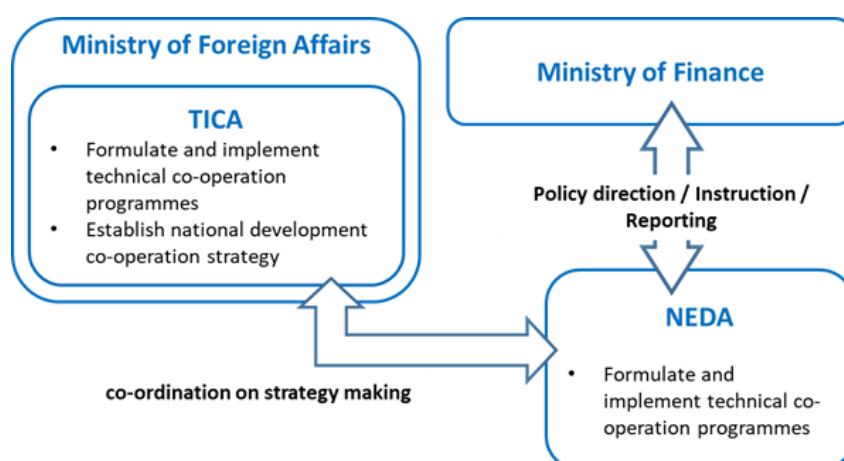 Ministry of Foreign Affairs
TICA
• Formulate and implement
technical co-operation
programmes
• Establish national development
co-operation strategy
Ministry of Finance
Policy direction / Instruction /
Reporting
NEDA
• Formulate and
implement technical co-
operation programmes
co-ordination on strategy making